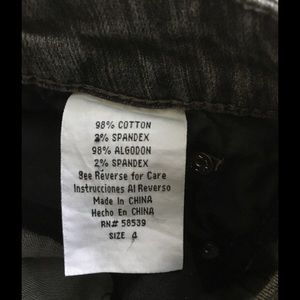 98% COTTON
2% SPANDEX
98% ALGODON
2% SPANDEX
See Reverse for Care
Instrucciones Al Reverso
Made In CHINA
Hecho En CHINA
RN# 58539
SIZE 4